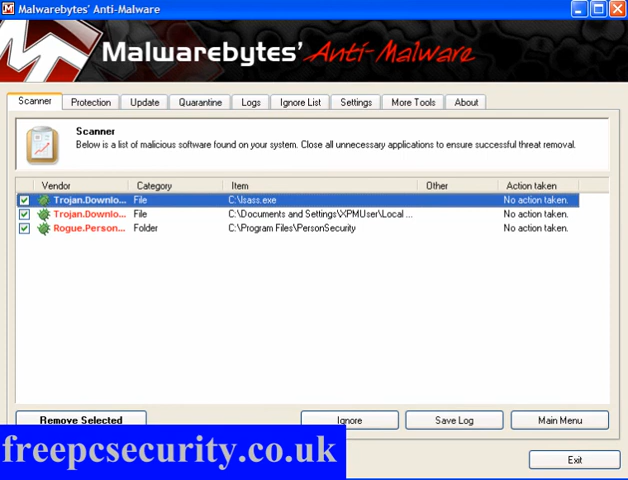 Malwarebytes' Anti-Malware
Malwarebytes' Anti-Malware
Scanner Protection Update Quarantine Logs Ignore List Settings More Tools About
Scanner
Below is a list of malicious software found on your system. Close all unnecessary applications to ensure successful threat removal.
Vendor Category Item Other Action taken
Trojan.Downlo... File C:\lsass.exe No action taken.
Trojan.Downlo... File C:\Documents and Settings\XPMUser\Local ... No action taken.
Rogue.Person... Folder C:\Program Files\PersonSecurity No action taken.
Remove Selected Ignore Save Log Main Menu
freepcsecurity.co.uk
Exit